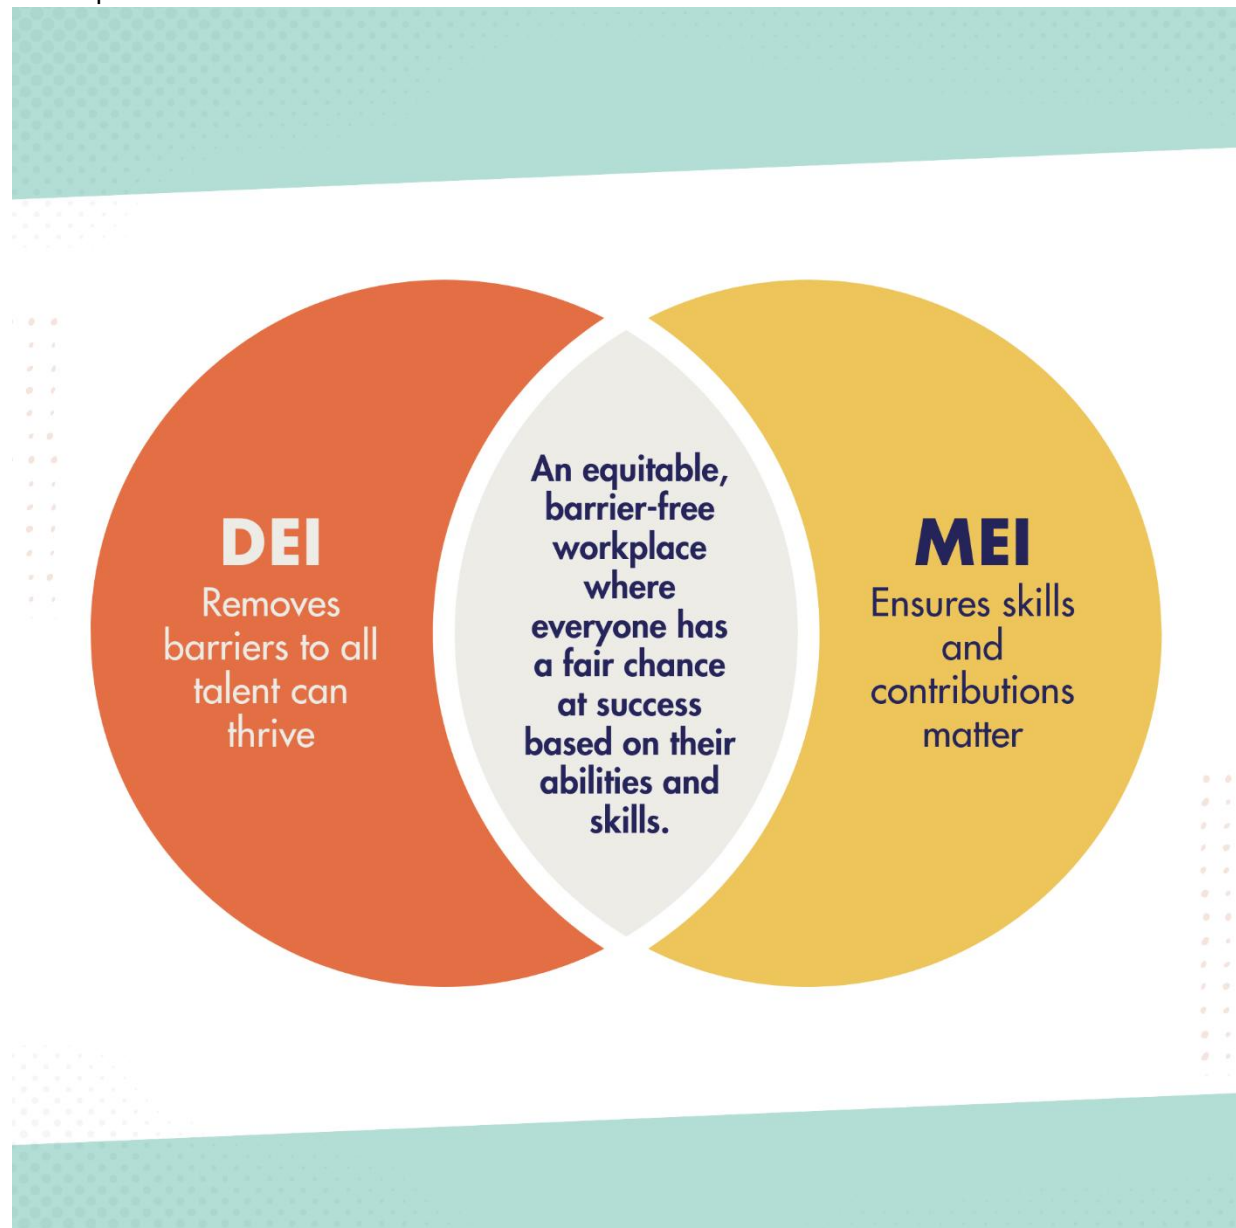 DEI
Removes
barriers to all
talent can
thrive
An equitable,
barrier-free
workplace
where
everyone has
a fair chance
at success
based on their
abilities and
skills.
MEI
Ensures skills
and
contributions
matter